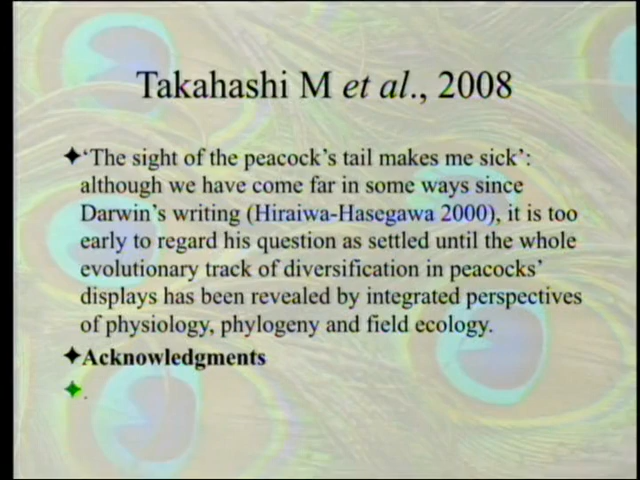 Takahashi M et al., 2008
‘The sight of the peacock’s tail makes me sick’:
although we have come far in some ways since
Darwin’s writing (Hiraiwa-Hasegawa 2000), it is too
early to regard his question as settled until the whole
evolutionary track of diversification in peacocks’
displays has been revealed by integrated perspectives
of physiology, phylogeny and field ecology.
Acknowledgments
.